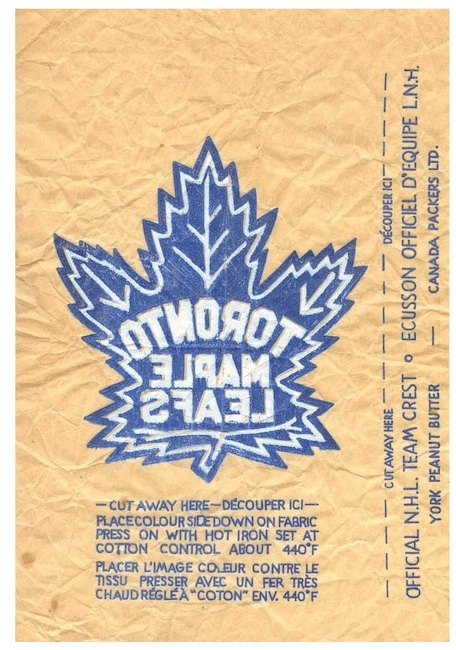 TORONTO
MAPLE
LEAFS
— CUT AWAY HERE — DÉCOUPER ICI —
PLACE COLOUR SIDE DOWN ON FABRIC
PRESS ON WITH HOT IRON SET AT
COTTON CONTROL ABOUT 440°F
PLACER L'IMAGE COLEUR CONTRE LE
TISSU PRESSER AVEC UN FER TRÈS
CHAUD RÉGLÉ À "COTON" ENV. 440°F
— — — — — CUT AWAY HERE — — — — — — — — DÉCOUPER ICI — — — — —
OFFICIAL N.H.L. TEAM CREST o ECUSSON OFFICIEL D'EQUIPE L.N.H.
YORK PEANUT BUTTER — CANADA PACKERS LTD.